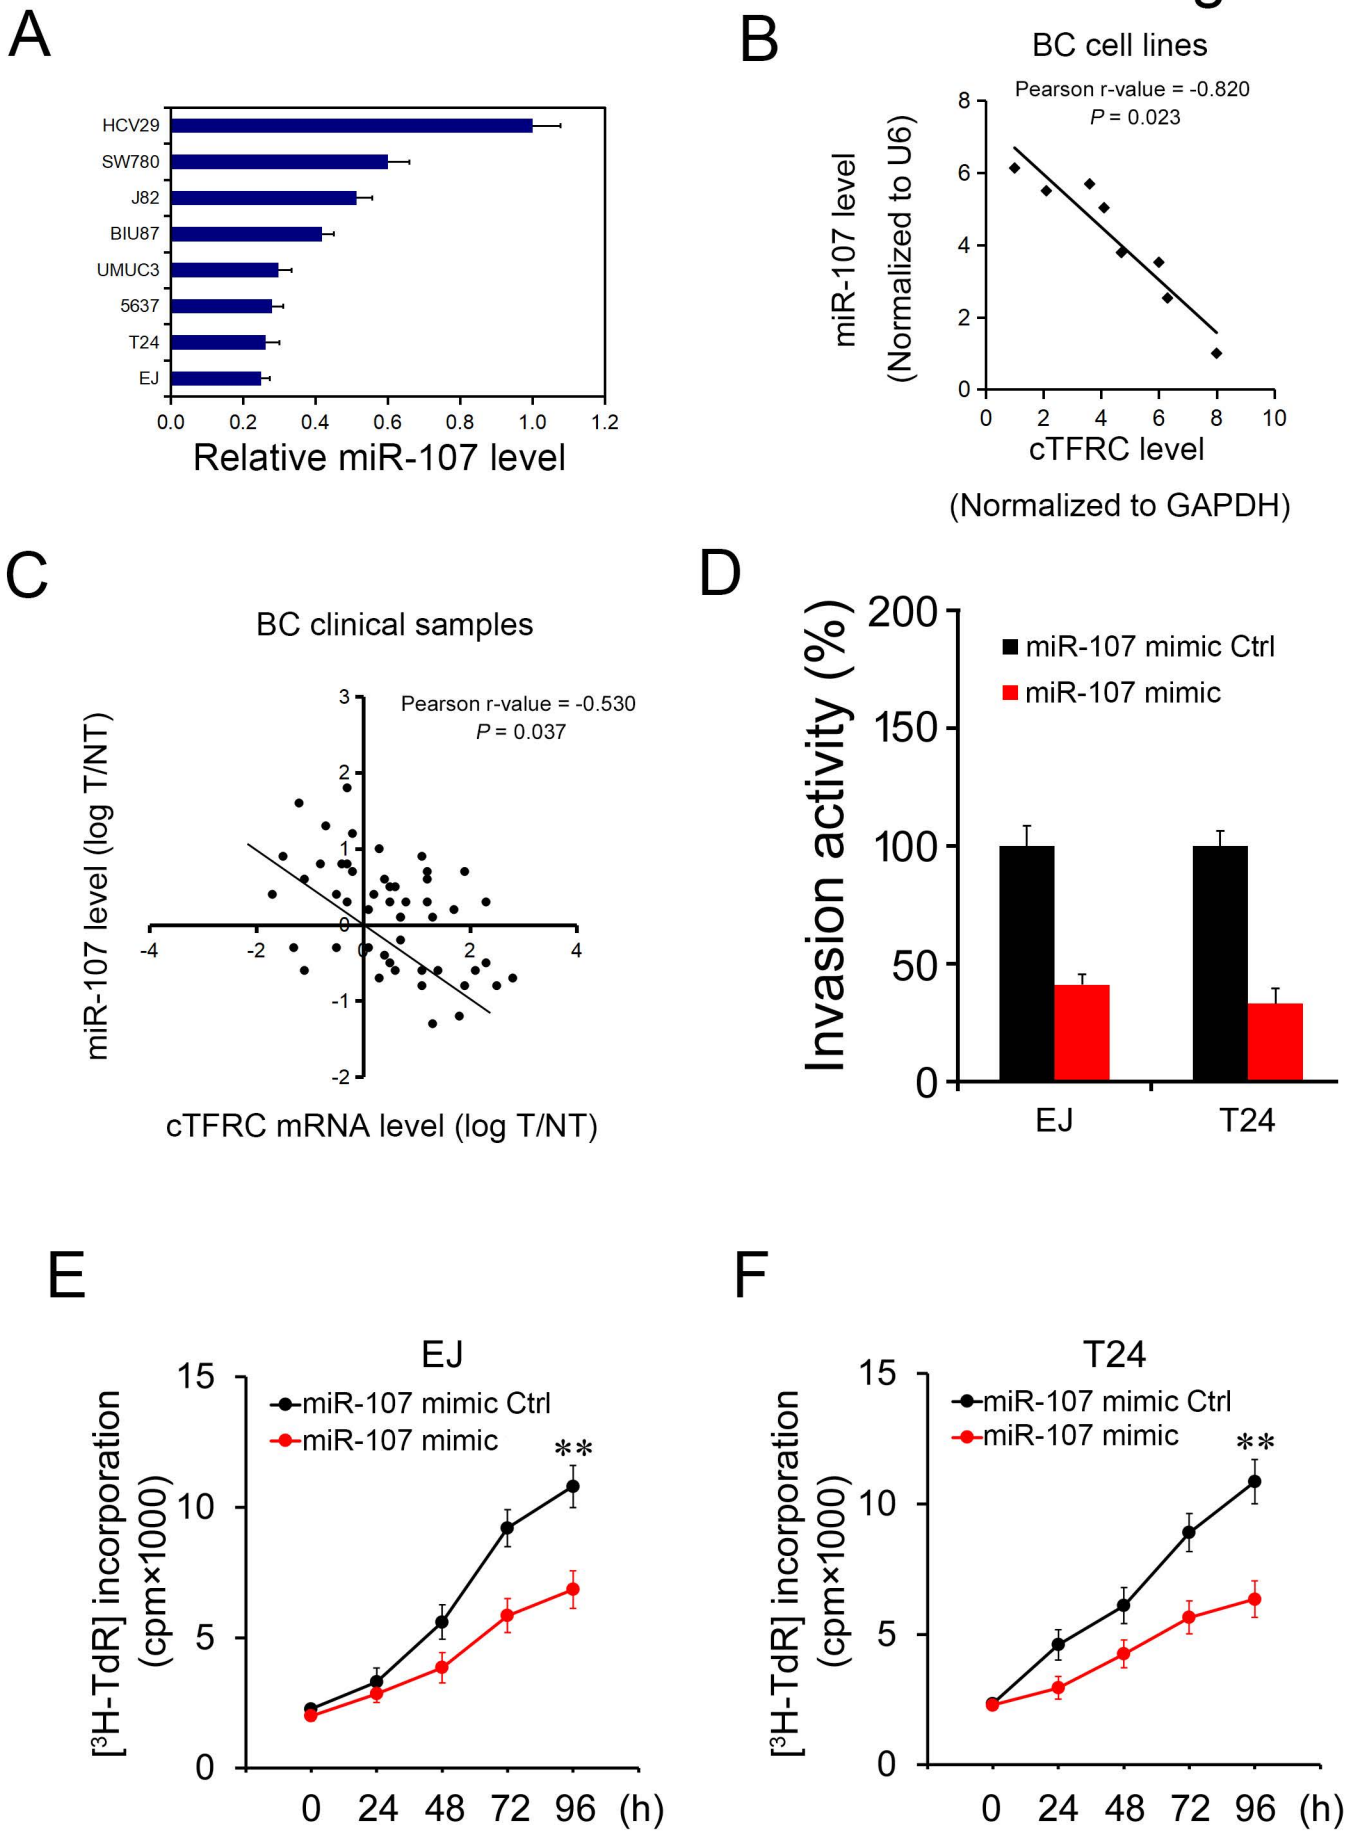 A
HCV29
SW780
J82
BIU87
UMUC3
5637
T24
EJ
0.0 0.2 0.4 0.6 0.8 1.0 1.2
Relative miR-107 level
B
BC cell lines
Pearson r-value = -0.820
P = 0.023
miR-107 level
(Normalized to U6)
8
6
4
2
0
0 2 4 6 8 10
cTFRC level
(Normalized to GAPDH)
C
BC clinical samples
Pearson r-value = -0.530
P = 0.037
miR-107 level (log T/NT)
3
2
1
0
-1
-2
-4 -2 0 2 4
cTFRC mRNA level (log T/NT)
D
Invasion activity (%)
200
150
100
50
0
miR-107 mimic Ctrl
miR-107 mimic
EJ T24
E
EJ
[³H-TdR] incorporation
(cpm×1000)
15
10
5
0
miR-107 mimic Ctrl
miR-107 mimic
**
0 24 48 72 96 (h)
F
T24
[³H-TdR] incorporation
(cpm×1000)
15
10
5
0
miR-107 mimic Ctrl
miR-107 mimic
**
0 24 48 72 96 (h)